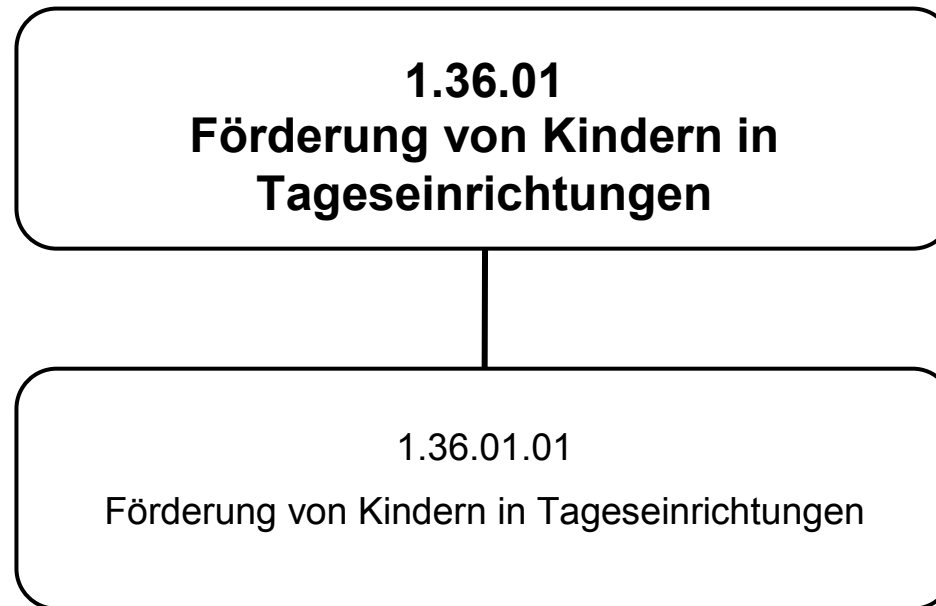 1.36.01
Förderung von Kindern in
Tageseinrichtungen
1.36.01.01
Förderung von Kindern in Tageseinrichtungen